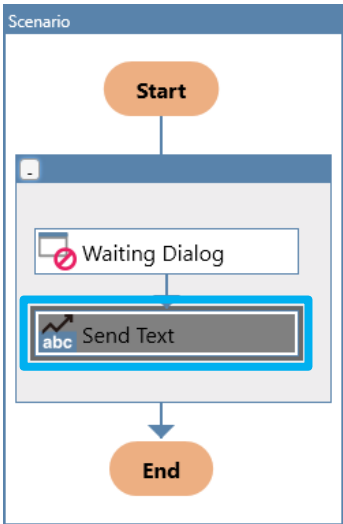 Scenario
Start
-
Waiting Dialog
abc Send Text
End